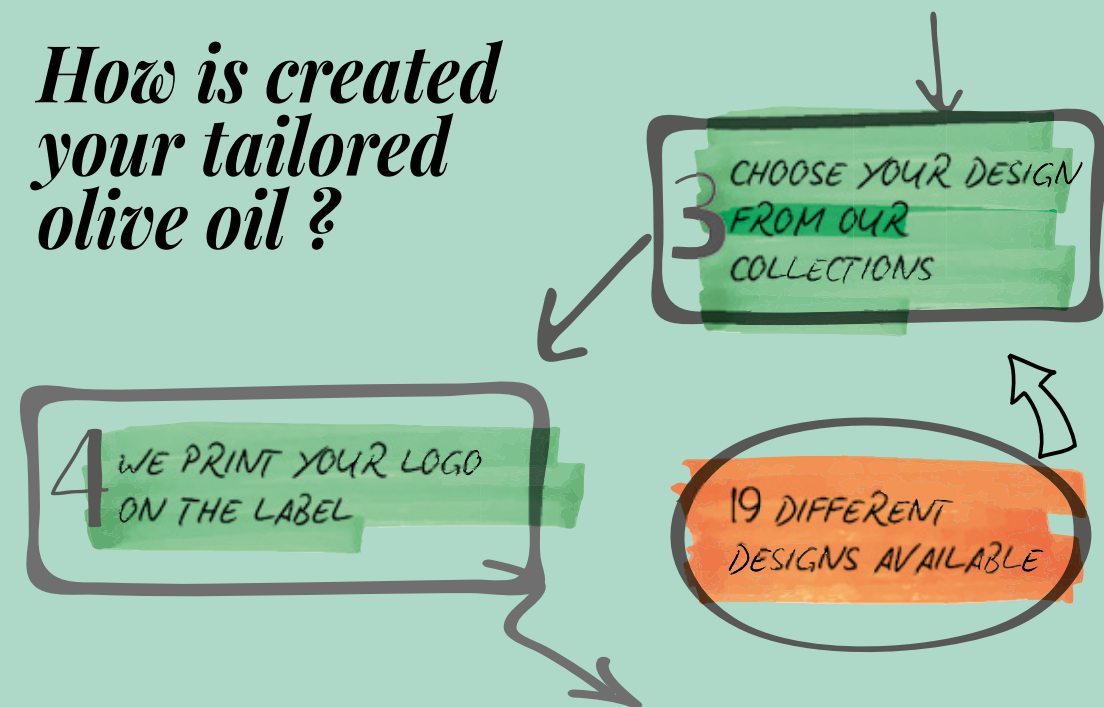 How is created
your tailored
olive oil ?
3
CHOOSE YOUR DESIGN
FROM OUR
COLLECTIONS
4
WE PRINT YOUR LOGO
ON THE LABEL
19 DIFFERENT
DESIGNS AVAILABLE